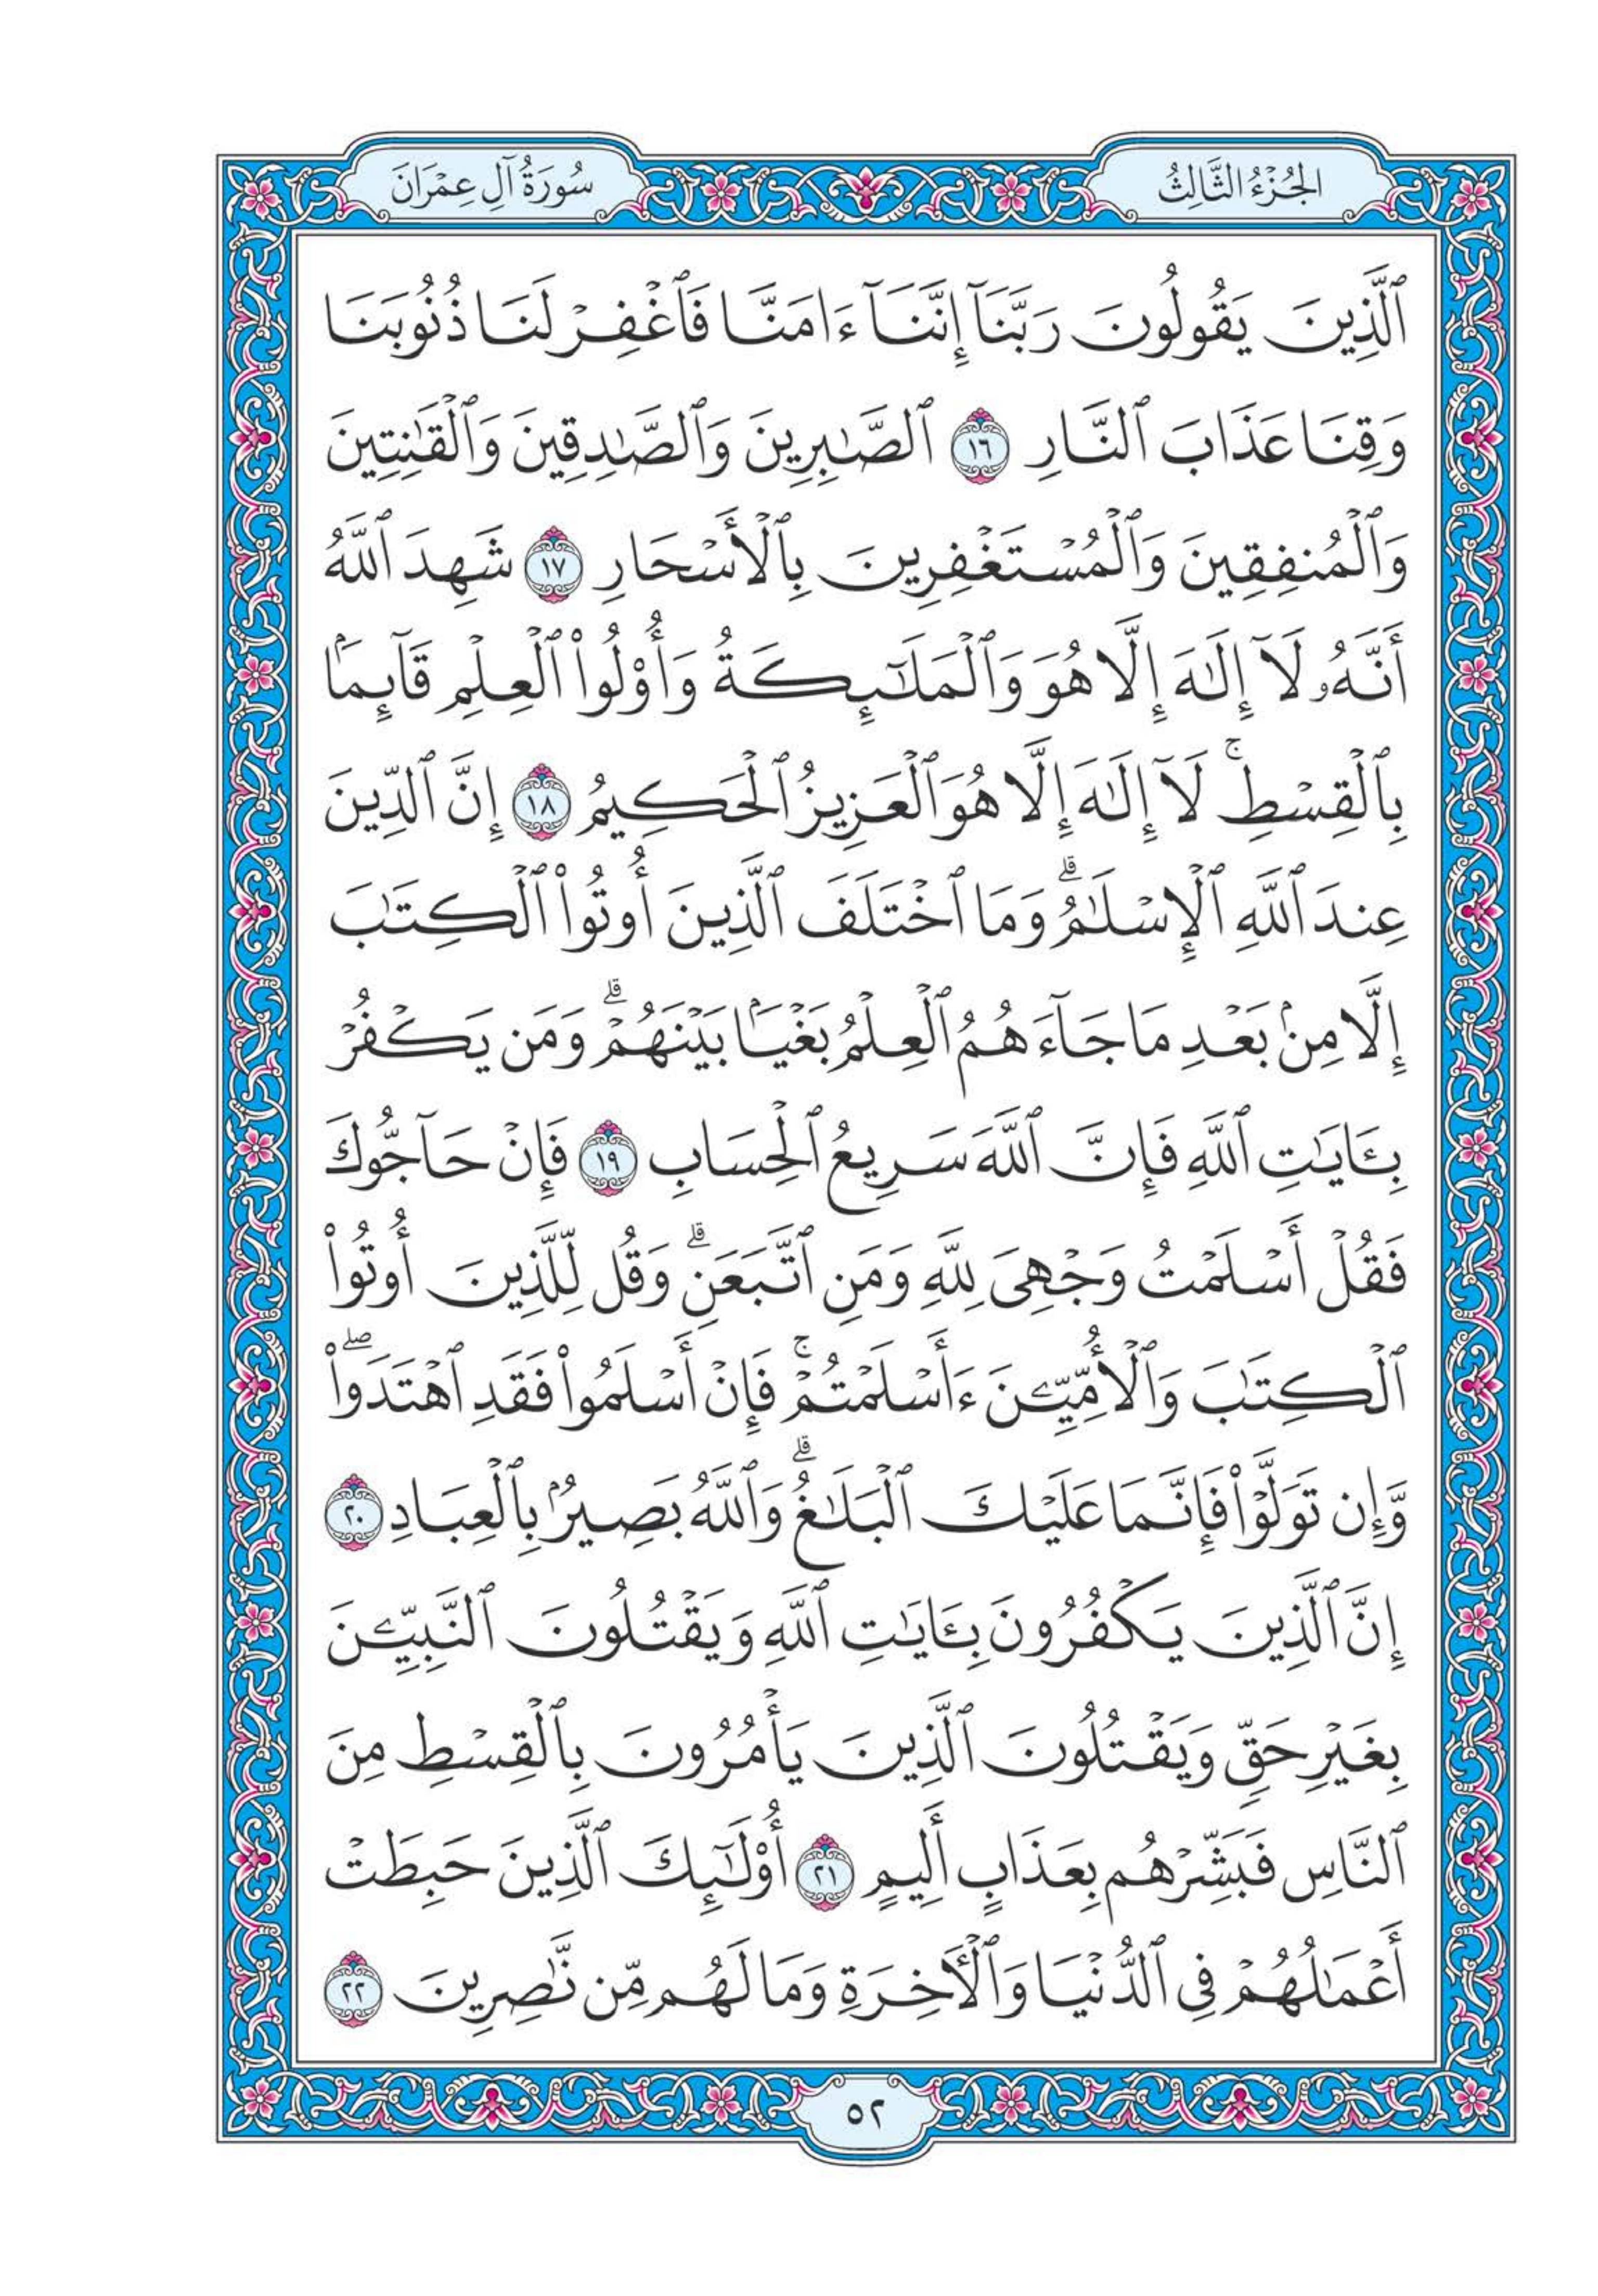 الجُزْءُ الثَّالِثُ
سُورَةُ آلِ عِمْرَانَ
ٱلَّذِينَ يَقُولُونَ رَبَّنَآ إِنَّنَآ ءَامَنَّا فَٱغْفِرْ لَنَا ذُنُوبَنَا
وَقِنَا عَذَابَ ٱلنَّارِ ١٦ ٱلصَّٰبِرِينَ وَٱلصَّٰدِقِينَ وَٱلْقَٰنِتِينَ
وَٱلْمُنفِقِينَ وَٱلْمُسْتَغْفِرِينَ بِٱلْأَسْحَارِ ١٧ شَهِدَ ٱللَّهُ
أَنَّهُۥ لَآ إِلَٰهَ إِلَّا هُوَ وَٱلْمَلَٰٓئِكَةُ وَأُو۟لُوا۟ ٱلْعِلْمِ قَآئِمًۢا
بِٱلْقِسْطِ ۚ لَآ إِلَٰهَ إِلَّا هُوَ ٱلْعَزِيزُ ٱلْحَكِيمُ ١٨ إِنَّ ٱلدِّينَ
عِندَ ٱللَّهِ ٱلْإِسْلَٰمُ ۗ وَمَا ٱخْتَلَفَ ٱلَّذِينَ أُوتُوا۟ ٱلْكِتَٰبَ
إِلَّا مِنۢ بَعْدِ مَا جَآءَهُمُ ٱلْعِلْمُ بَغْيًۢا بَيْنَهُمْ ۗ وَمَن يَكْفُرْ
بِـَٔايَٰتِ ٱللَّهِ فَإِنَّ ٱللَّهَ سَرِيعُ ٱلْحِسَابِ ١٩ فَإِنْ حَآجُّوكَ
فَقُلْ أَسْلَمْتُ وَجْهِىَ لِلَّهِ وَمَنِ ٱتَّبَعَنِ ۗ وَقُل لِّلَّذِينَ أُوتُوا۟
ٱلْكِتَٰبَ وَٱلْأُمِّيِّـۧنَ ءَأَسْلَمْتُمْ ۚ فَإِنْ أَسْلَمُوا۟ فَقَدِ ٱهْتَدَوا۟ ۖ
وَّإِن تَوَلَّوْا۟ فَإِنَّمَا عَلَيْكَ ٱلْبَلَٰغُ ۗ وَٱللَّهُ بَصِيرٌۢ بِٱلْعِبَادِ ٢٠
إِنَّ ٱلَّذِينَ يَكْفُرُونَ بِـَٔايَٰتِ ٱللَّهِ وَيَقْتُلُونَ ٱلنَّبِيِّـۧنَ
بِغَيْرِ حَقٍّ وَيَقْتُلُونَ ٱلَّذِينَ يَأْمُرُونَ بِٱلْقِسْطِ مِنَ
ٱلنَّاسِ فَبَشِّرْهُم بِعَذَابٍ أَلِيمٍ ٢١ أُو۟لَٰٓئِكَ ٱلَّذِينَ حَبِطَتْ
أَعْمَٰلُهُمْ فِى ٱلدُّنْيَا وَٱلْـَٔاخِرَةِ وَمَا لَهُم مِّن نَّٰصِرِينَ ٢٢
٥٢